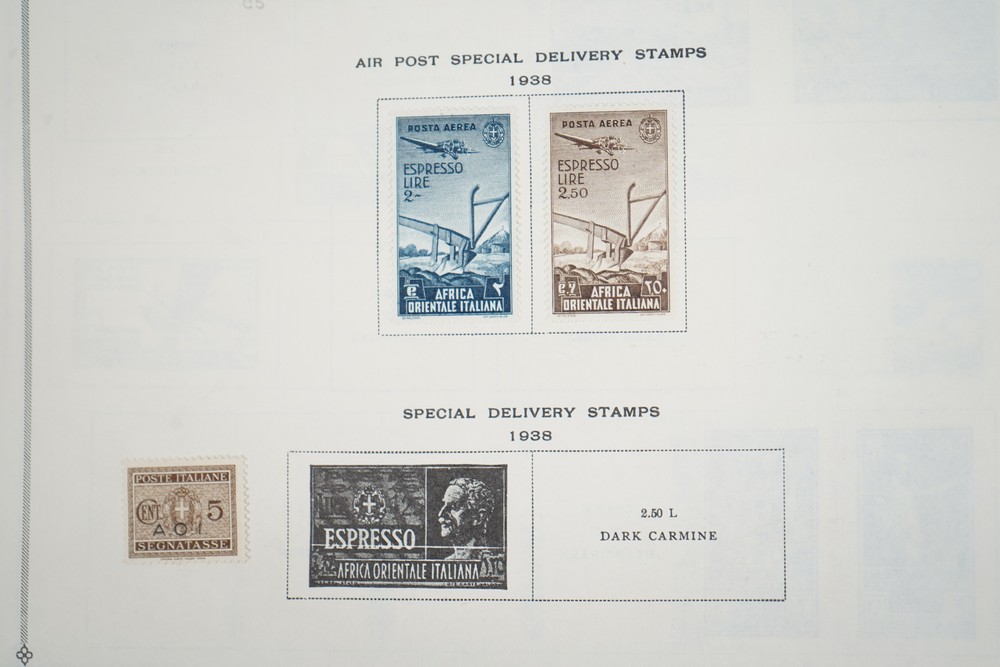 AIR POST SPECIAL DELIVERY STAMPS
1938
POSTA AEREA
ESPRESSO
LIRE
2-
AFRICA
ORIENTALE ITALIANA
POSTA AEREA
ESPRESSO
LIRE
2.50
AFRICA
ORIENTALE ITALIANA
SPECIAL DELIVERY STAMPS
1938
POSTE ITALIANE
CENT. 5
A.O.I
SEGNATASSE
ESPRESSO
AFRICA ORIENTALE ITALIANA
2.50 L
DARK CARMINE